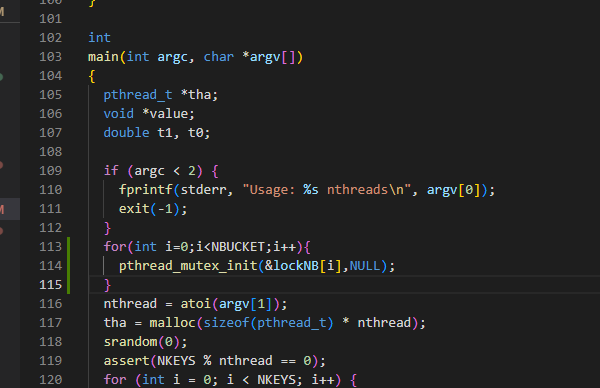 100 }
101
102 int
103 main(int argc, char *argv[])
104 {
105 pthread_t *tha;
106 void *value;
107 double t1, t0;
108
109 if (argc < 2) {
110 fprintf(stderr, "Usage: %s nthreads\n", argv[0]);
111 exit(-1);
112 }
113 for(int i=0;i<NBUCKET;i++){
114 pthread_mutex_init(&lockNB[i],NULL);
115 }
116 nthread = atoi(argv[1]);
117 tha = malloc(sizeof(pthread_t) * nthread);
118 srandom(0);
119 assert(NKEYS % nthread == 0);
120 for (int i = 0; i < NKEYS; i++) {